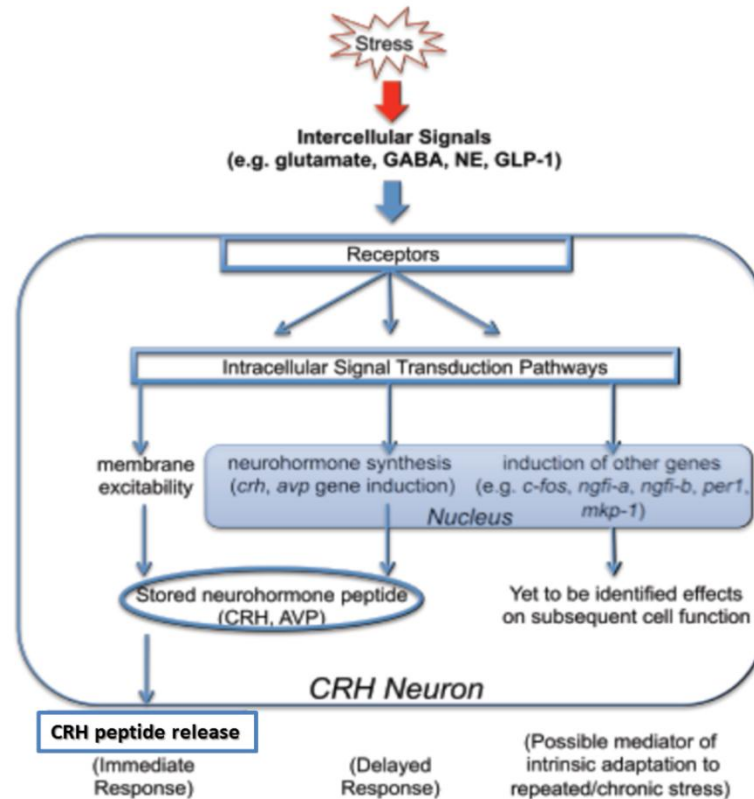 Stress
Intercellular Signals
(e.g. glutamate, GABA, NE, GLP-1)
Receptors
Intracellular Signal Transduction Pathways
membrane
excitability
neurohormone synthesis
(crh, avp gene induction)
induction of other genes
(e.g. c-fos, ngfi-a, ngfi-b, per1,
mkp-1)
Nucleus
Stored neurohormone peptide
(CRH, AVP)
Yet to be identified effects
on subsequent cell function
CRH Neuron
CRH peptide release
(Immediate
Response)
(Delayed
Response)
(Possible mediator of
intrinsic adaptation to
repeated/chronic stress)